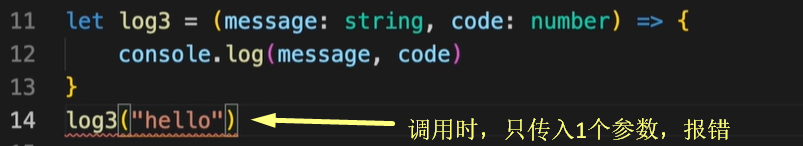 11 let log3 = (message: string, code: number) => {
12     console.log(message, code)
13 }
14 log3("hello") 调用时，只传入1个参数，报错